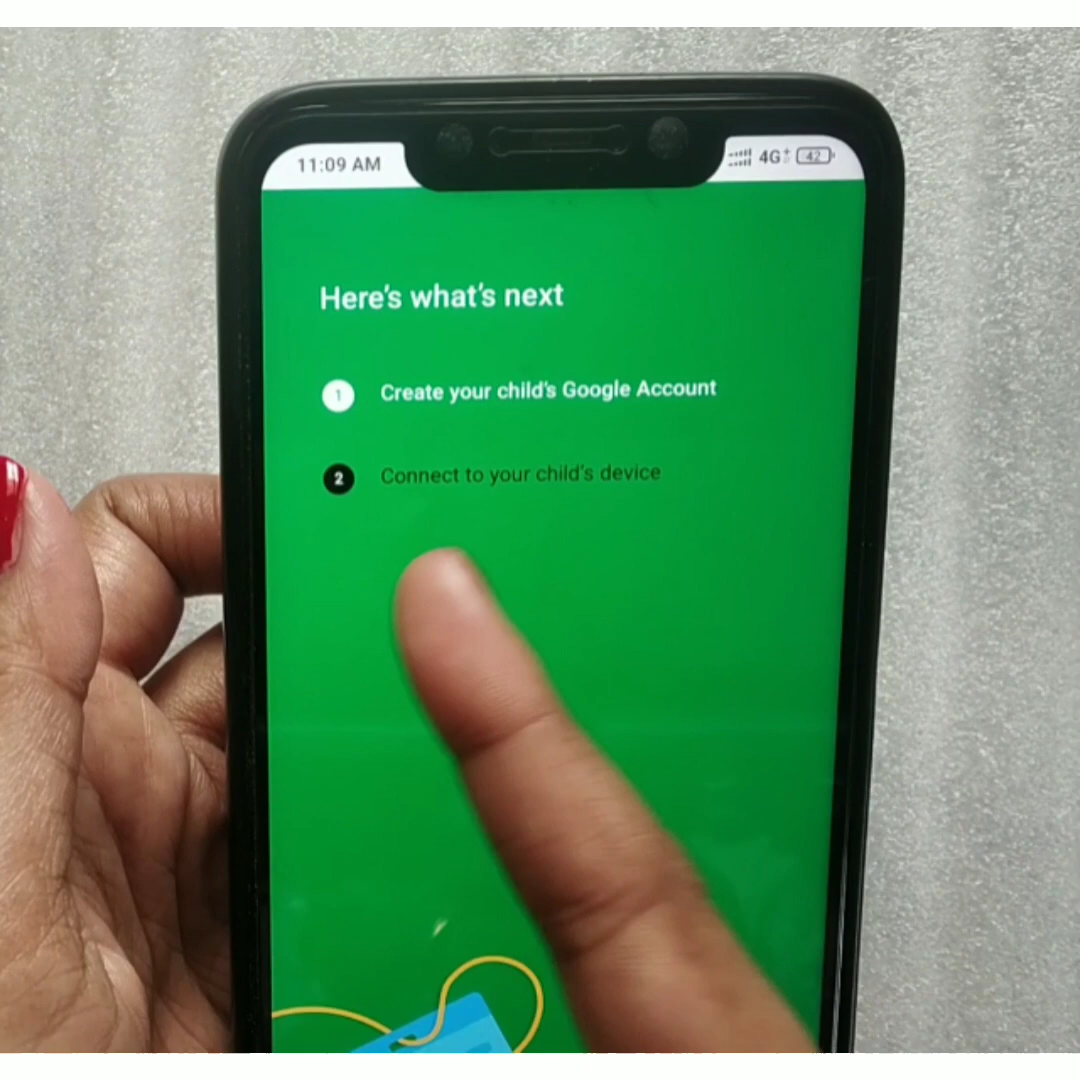 11:09 AM
4G+ 42
Here's what's next
1 Create your child's Google Account
2 Connect to your child's device